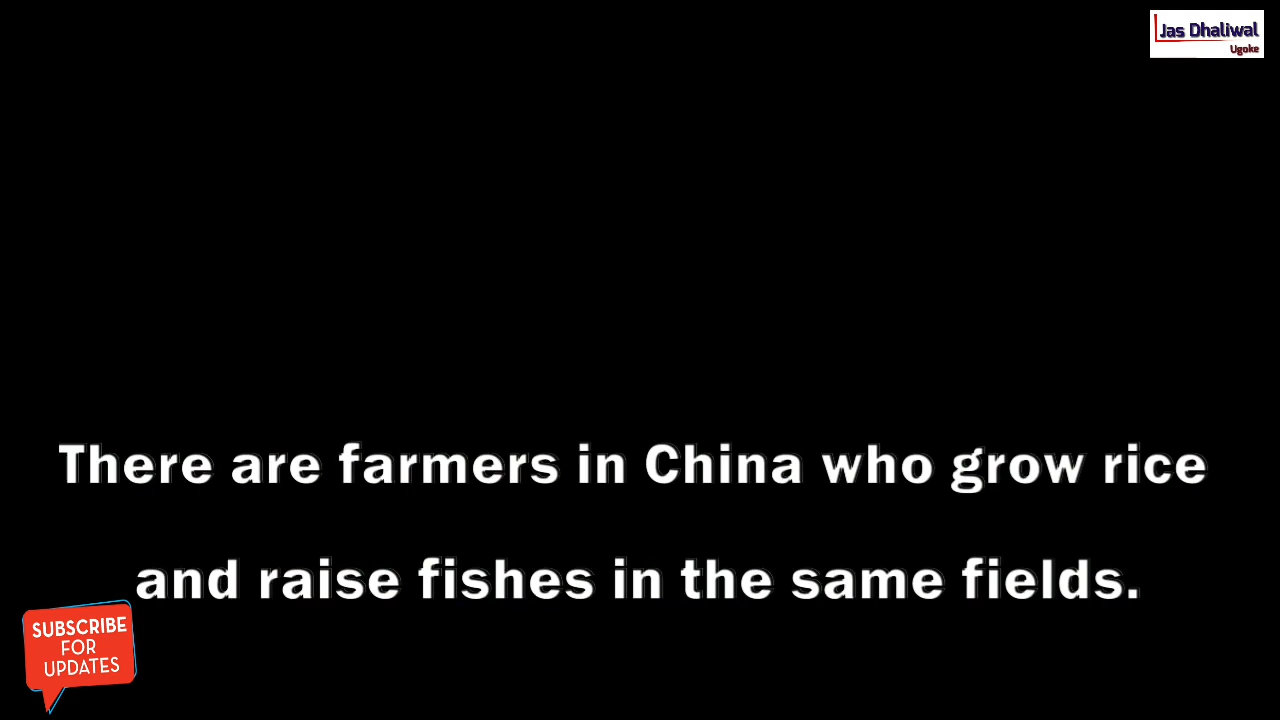 Jas Dhaliwal
Ugoke
There are farmers in China who grow rice
and raise fishes in the same fields.
SUBSCRIBE
FOR
UPDATES